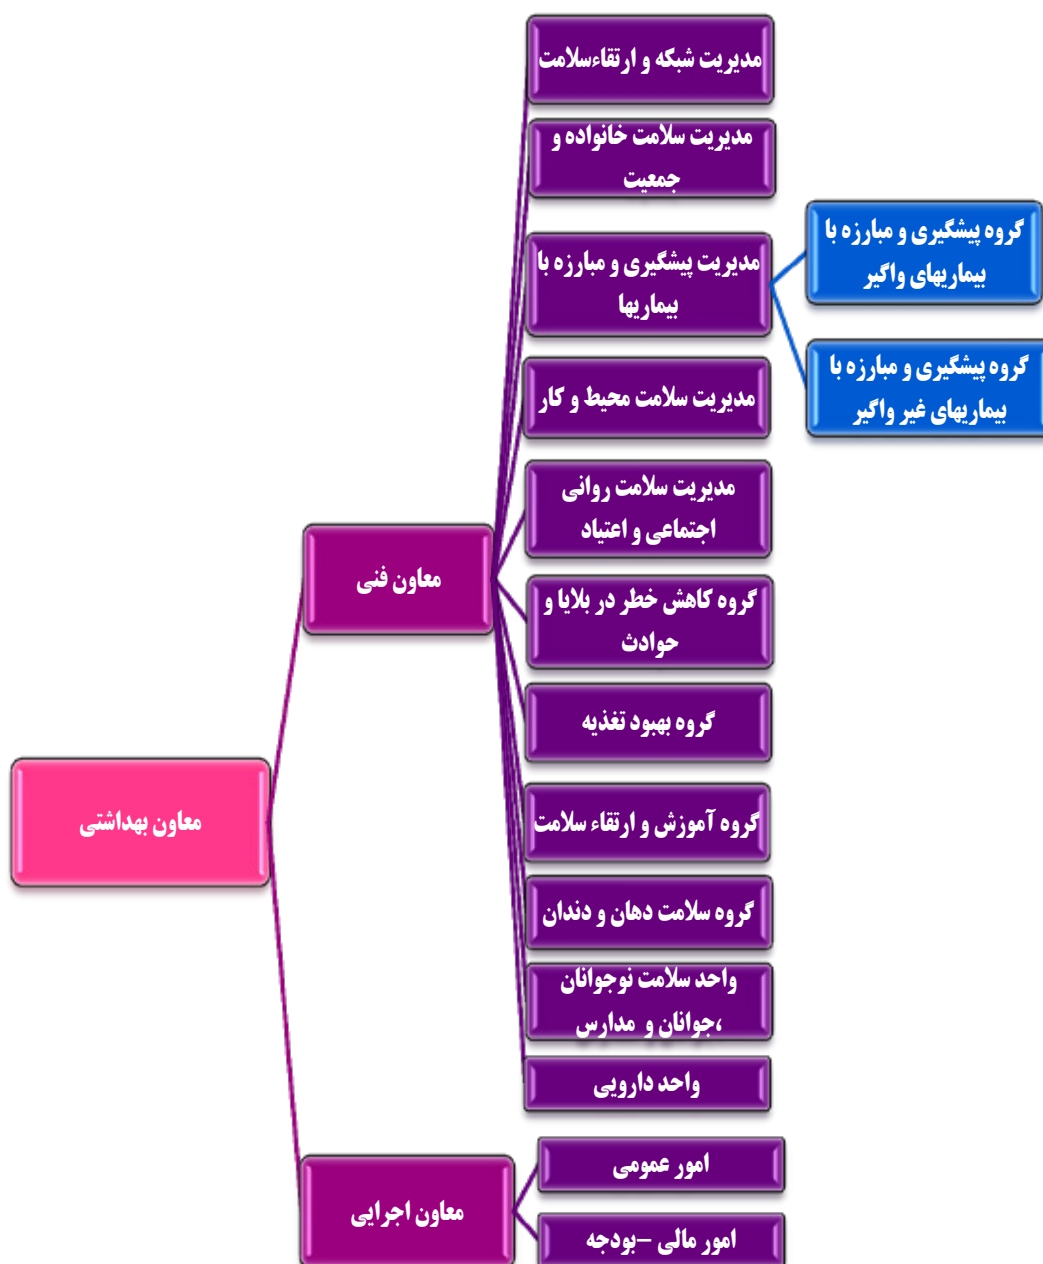 مدیریت شبکه و ارتقاءسلامت
مدیریت سلامت خانواده و
جمعیت
مدیریت پیشگیری و مبارزه با
بیماریها
گروه پیشگیری و مبارزه با
بیماریهای واگیر
گروه پیشگیری و مبارزه با
بیماریهای غیر واگیر
مدیریت سلامت محیط و کار
مدیریت سلامت روانی
اجتماعی و اعتیاد
معاون فنی
گروه کاهش خطر در بلایا و
حوادث
گروه بهبود تغذیه
معاون بهداشتی
گروه آموزش و ارتقاء سلامت
گروه سلامت دهان و دندان
واحد سلامت نوجوانان
،جوانان و مدارس
واحد دارویی
امور عمومی
معاون اجرایی
امور مالی –بودجه